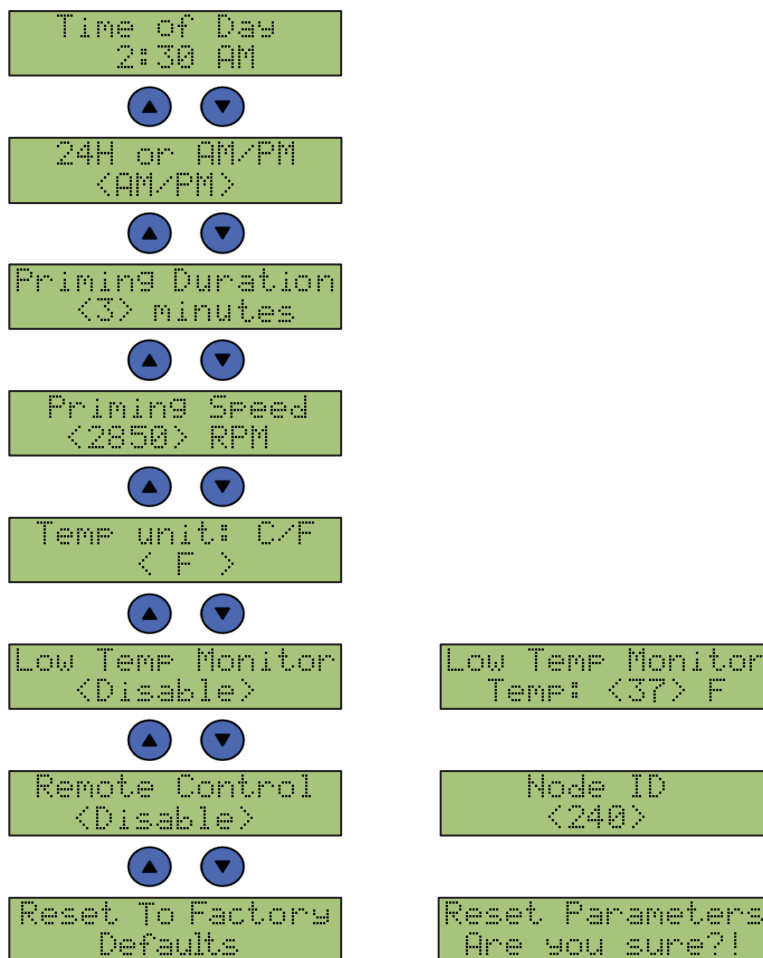 Time of Day
2:30 AM
24H or AM/PM
<AM/PM>
Priming Duration
<3> minutes
Priming Speed
<2850> RPM
Temp unit: C/F
< F >
Low Temp Monitor
<Disable>
Low Temp Monitor
Temp: <37> F
Remote Control
<Disable>
Node ID
<240>
Reset To Factory
Defaults
Reset Parameters
Are you sure?!